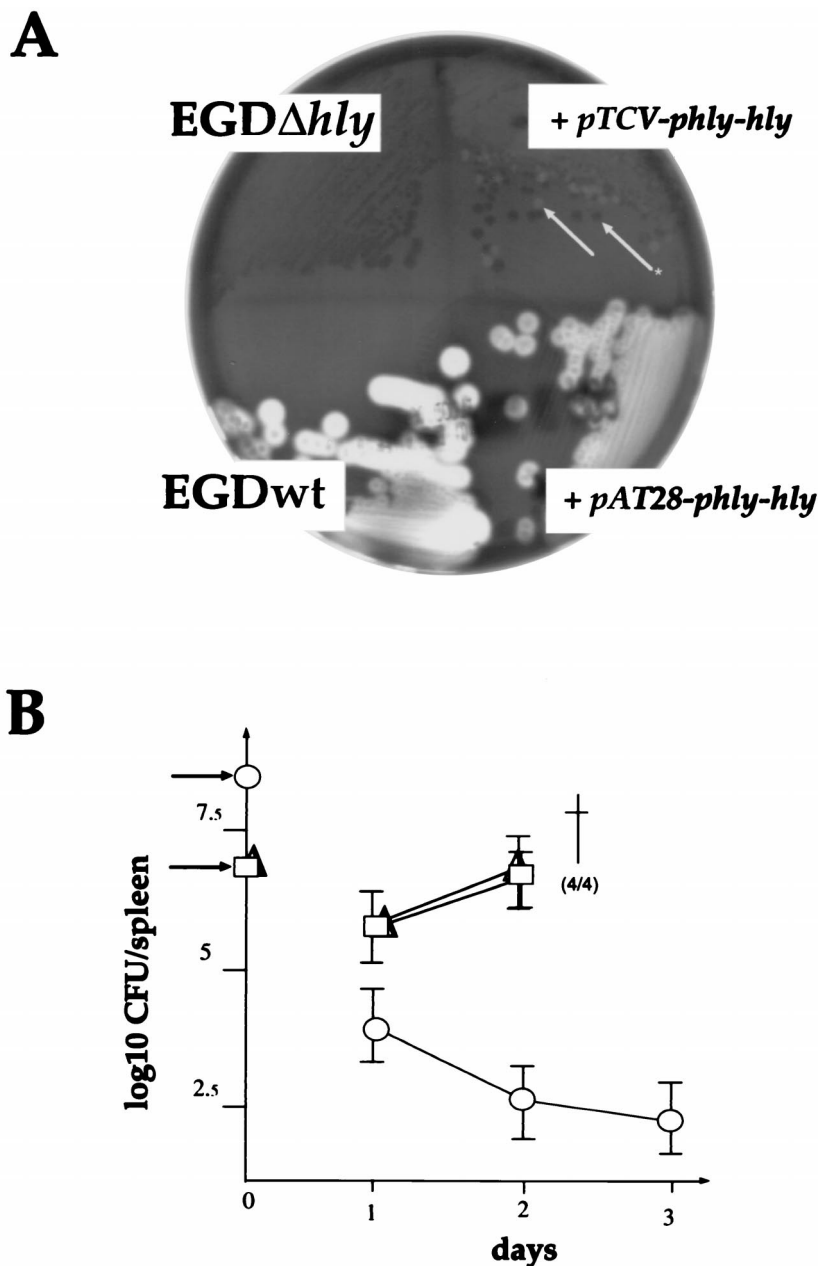 A
EGDΔhly
+ pTCV-phly-hly
*
EGDwt
+ pAT28-phly-hly
B
7.5
5
2.5
log10 CFU/spleen
(4/4)
0
1
2
3
days